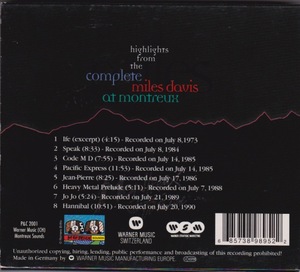 highlights
from
the
complete
miles davis
at montreux
1 Ife (excerpt) (4:15) - Recorded on July 8,1973
2 Speak (8:33) - Recorded on July 8, 1984
3 Code M D (7:55) - Recorded on July 14, 1985
4 Pacific Express (11:53) - Recorded on July 14, 1985
5 Jean-Pierre (8:25) - Recorded on July 17, 1986
6 Heavy Metal Prelude (5:11) - Recorded on July 7, 1988
7 Jo-Jo (5:24) - Recorded on July 21, 1989
8 Hannibal (10:51) - Recorded on July 20, 1990
P&C 2001
Warner Music (CH)
Montreux Sounds
WARNER MUSIC
SWITZERLAND
6 85738 98952 2
Unauthorized copying, hiring, lending, public performance and broadcasting of this recording prohibited!
Made in Germany by WARNER MUSIC MANUFACTURING EUROPE